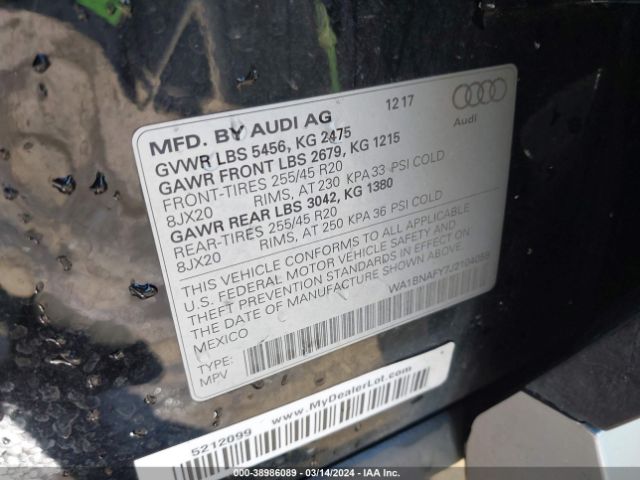 MFD. BY AUDI AG 12 17
Audi
GVWR LBS 5456, KG 2475
GAWR FRONT LBS 2679, KG 1215
FRONT-TIRES 255/45 R20
8JX20 RIMS, AT 230 KPA 33 PSI COLD
GAWR REAR LBS 3042, KG 1380
REAR-TIRES 255/45 R20
8JX20 RIMS, AT 250 KPA 36 PSI COLD
THIS VEHICLE CONFORMS TO ALL APPLICABLE
U.S. FEDERAL MOTOR VEHICLE SAFETY AND
THEFT PREVENTION STANDARDS IN EFFECT ON
THE DATE OF MANUFACTURE SHOWN ABOVE.
MEXICO WA1BNAFY7J2104058
TYPE:
MPV
5212099 www.MyDealerLot.com
000-38986089 - 03/14/2024 - IAA Inc.